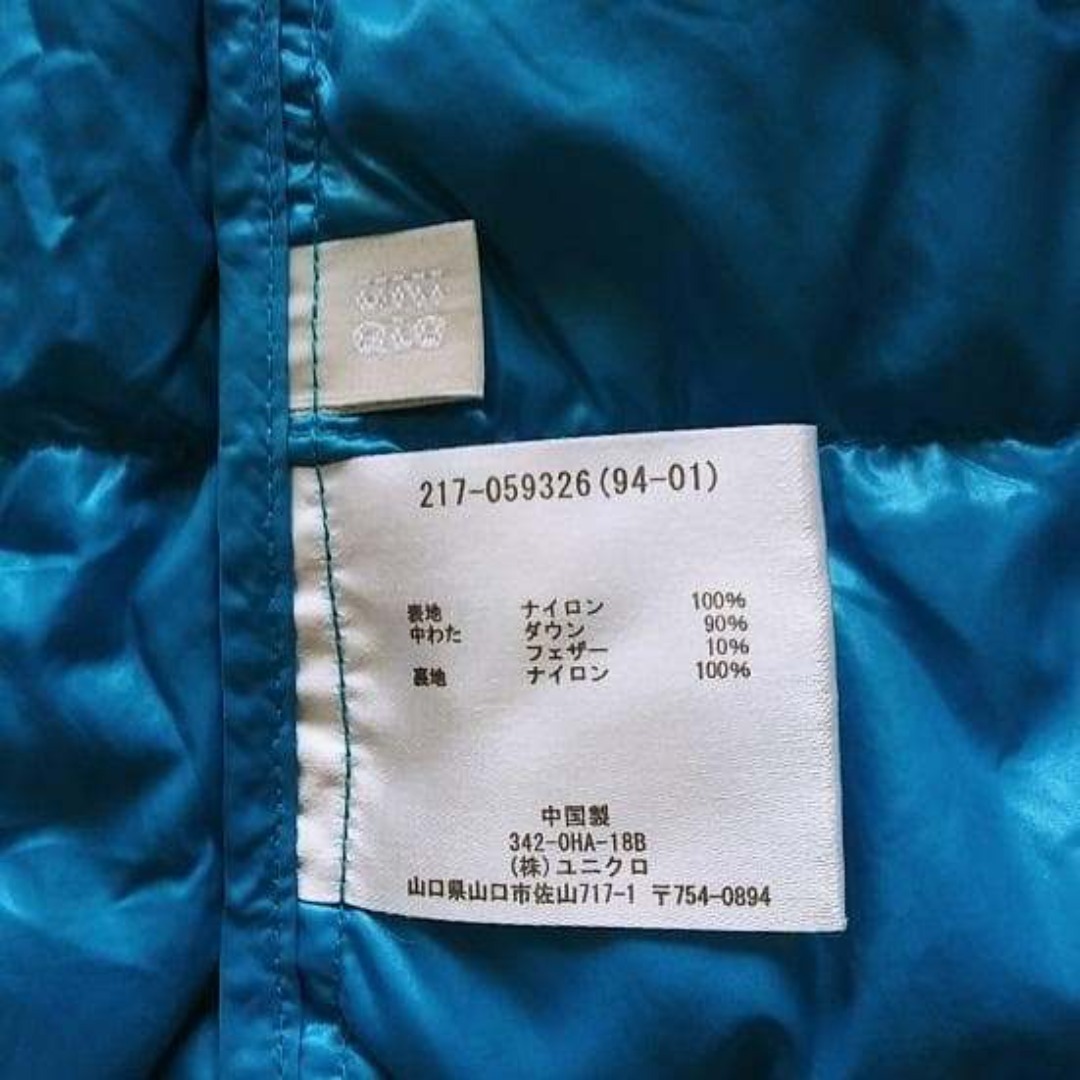 217-059326(94-01)
表地 ナイロン 100%
中わた ダウン 90%
フェザー 10%
裏地 ナイロン 100%
中国製
342-0HA-18B
(株)ユニクロ
山口県山口市佐山717-1 〒754-0894